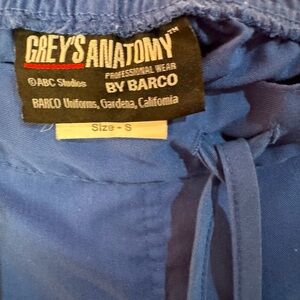 GREY'S ANATOMY™
PROFESSIONAL WEAR
© ABC Studios BY BARCO
BARCO Uniforms, Gardena, California
Size - S